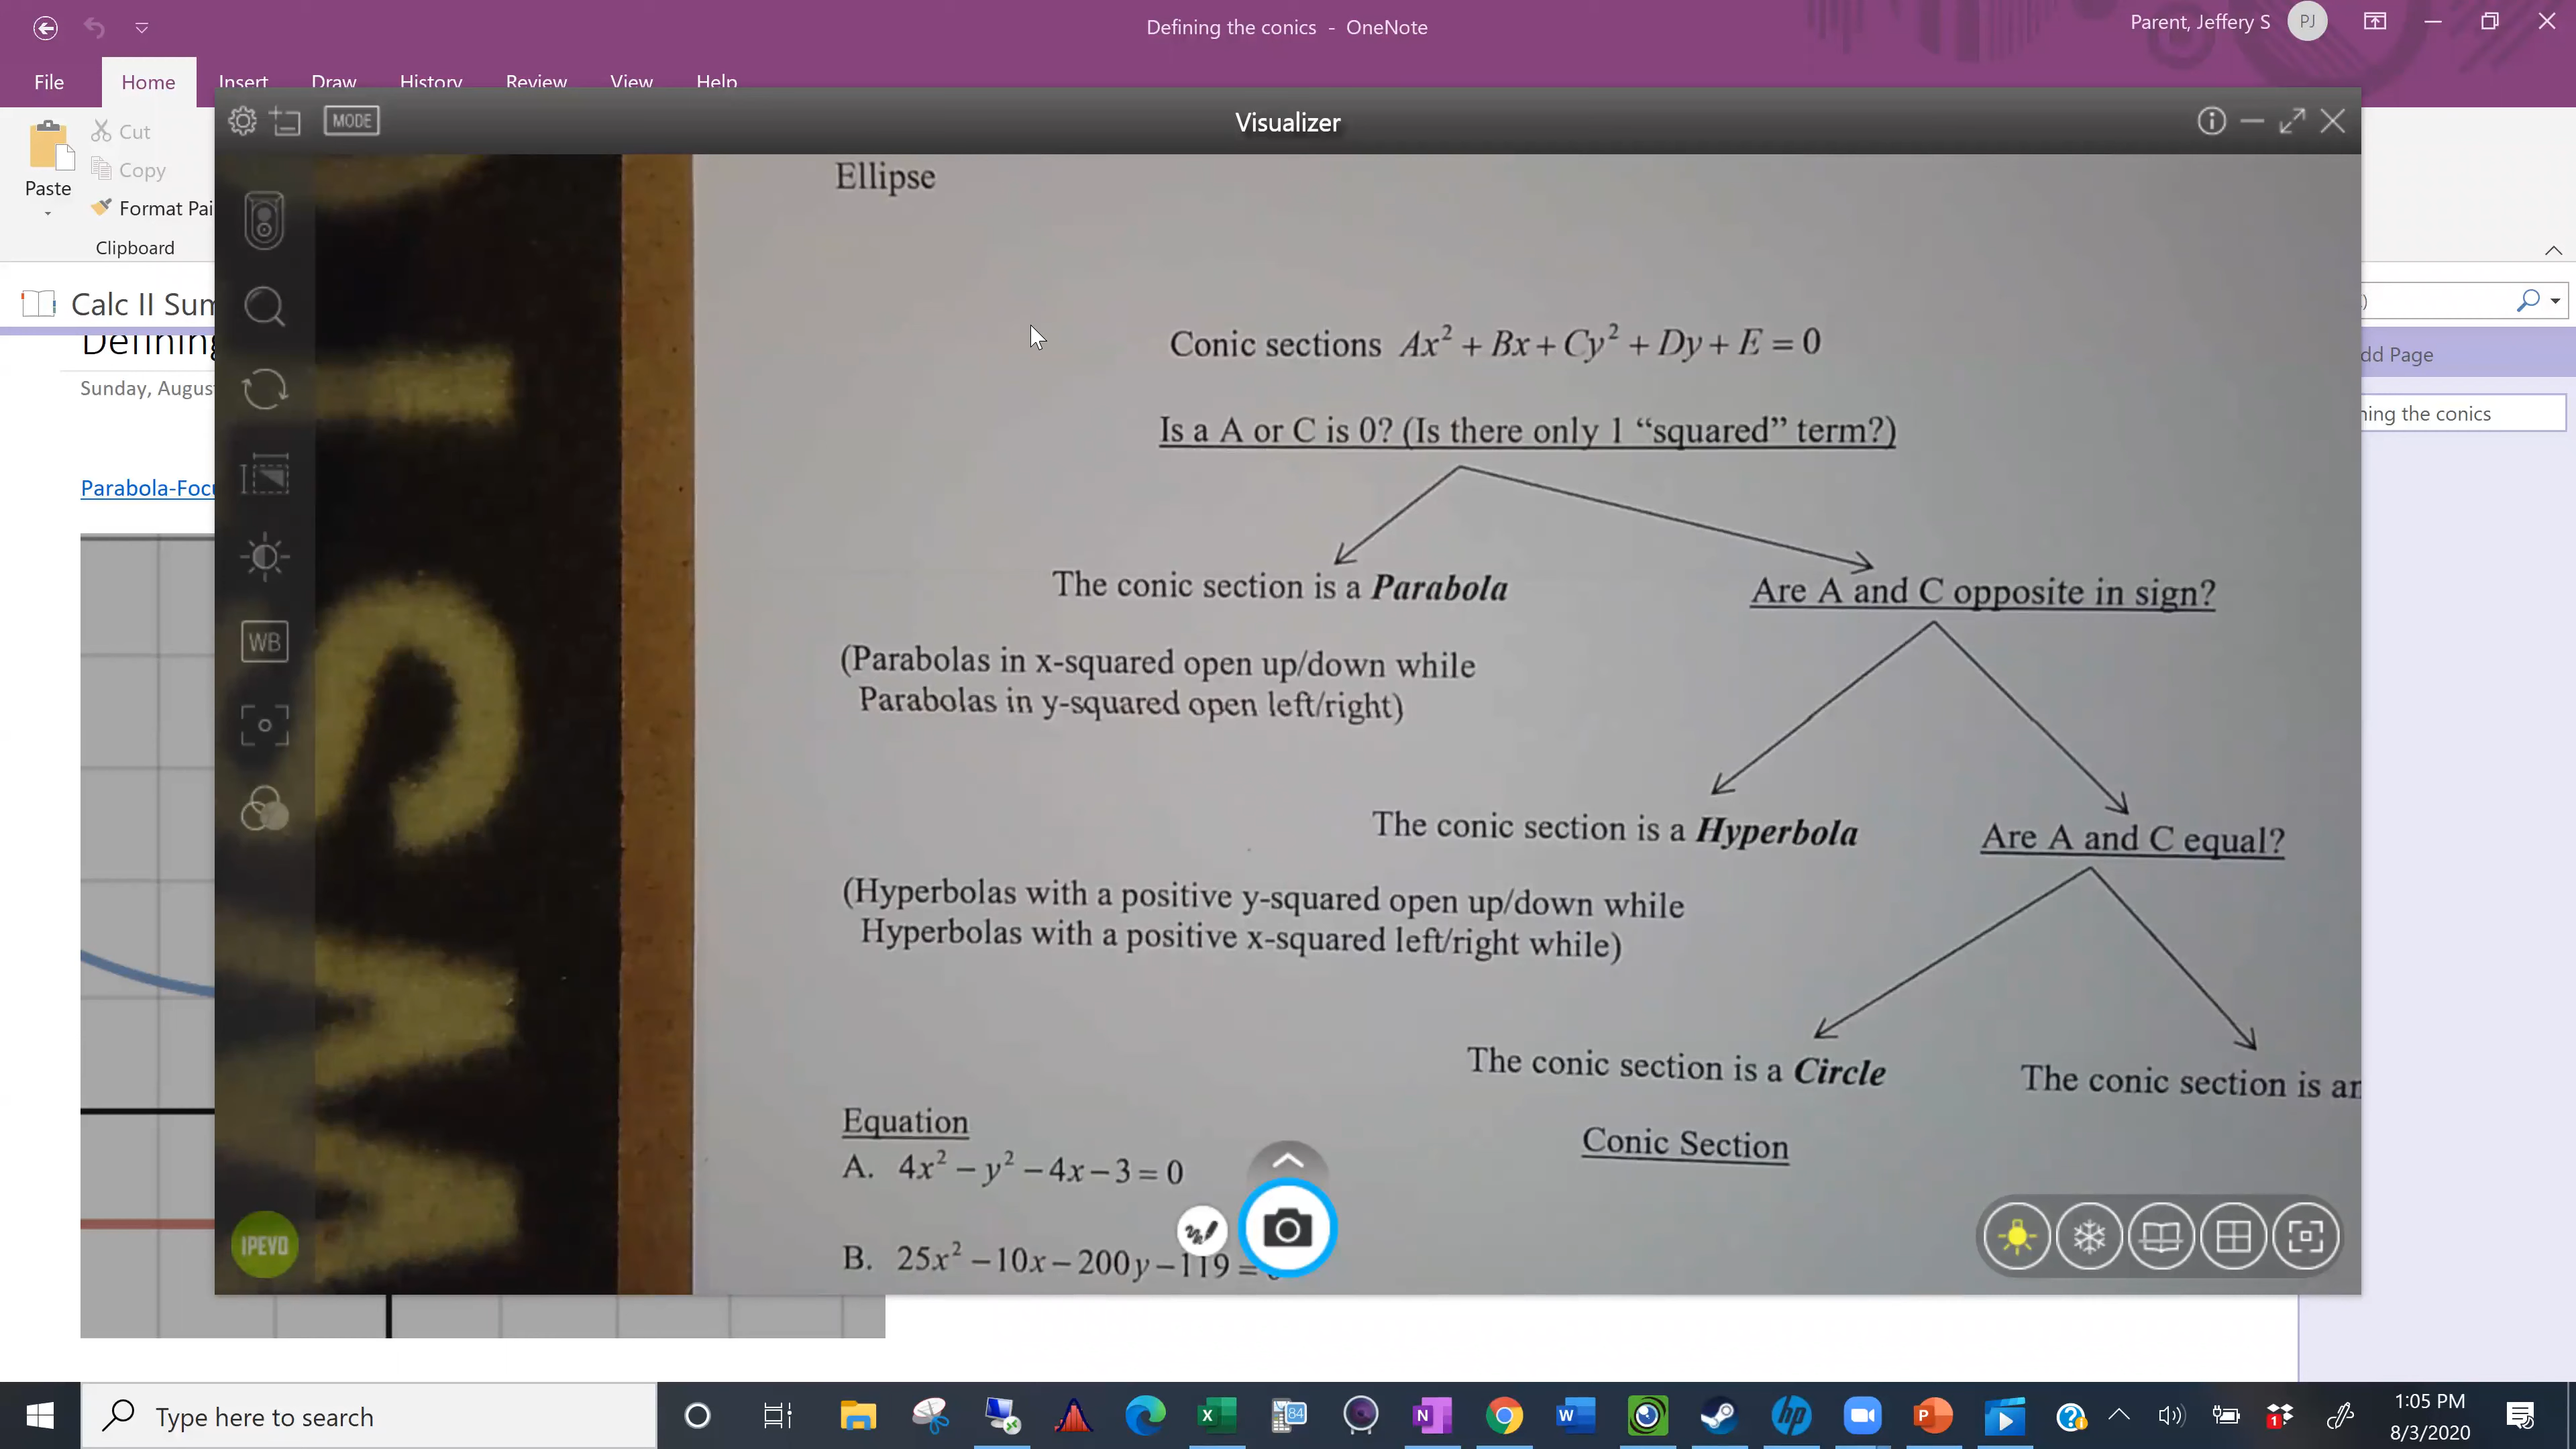 Defining the conics - OneNote
Parent, Jeffery S
PJ
File
Home
Insert
Draw
History
Review
View
Help
Paste
Cut
Copy
Format Pai
Clipboard
Calc II Sum
Defining
Sunday, Augus
Parabola-Focu
dd Page
ning the conics
MODE
Visualizer
WB
IPEVO
Ellipse
Conic sections Ax² + Bx + Cy² + Dy + E = 0
Is a A or C is 0? (Is there only 1 “squared” term?)
The conic section is a Parabola
Are A and C opposite in sign?
(Parabolas in x-squared open up/down while
Parabolas in y-squared open left/right)
The conic section is a Hyperbola
Are A and C equal?
(Hyperbolas with a positive y-squared open up/down while
Hyperbolas with a positive x-squared left/right while)
The conic section is a Circle
The conic section is an
Equation
Conic Section
A. 4x² − y² − 4x − 3 = 0
B. 25x² − 10x − 200y − 119 =
Type here to search
84
1:05 PM
8/3/2020